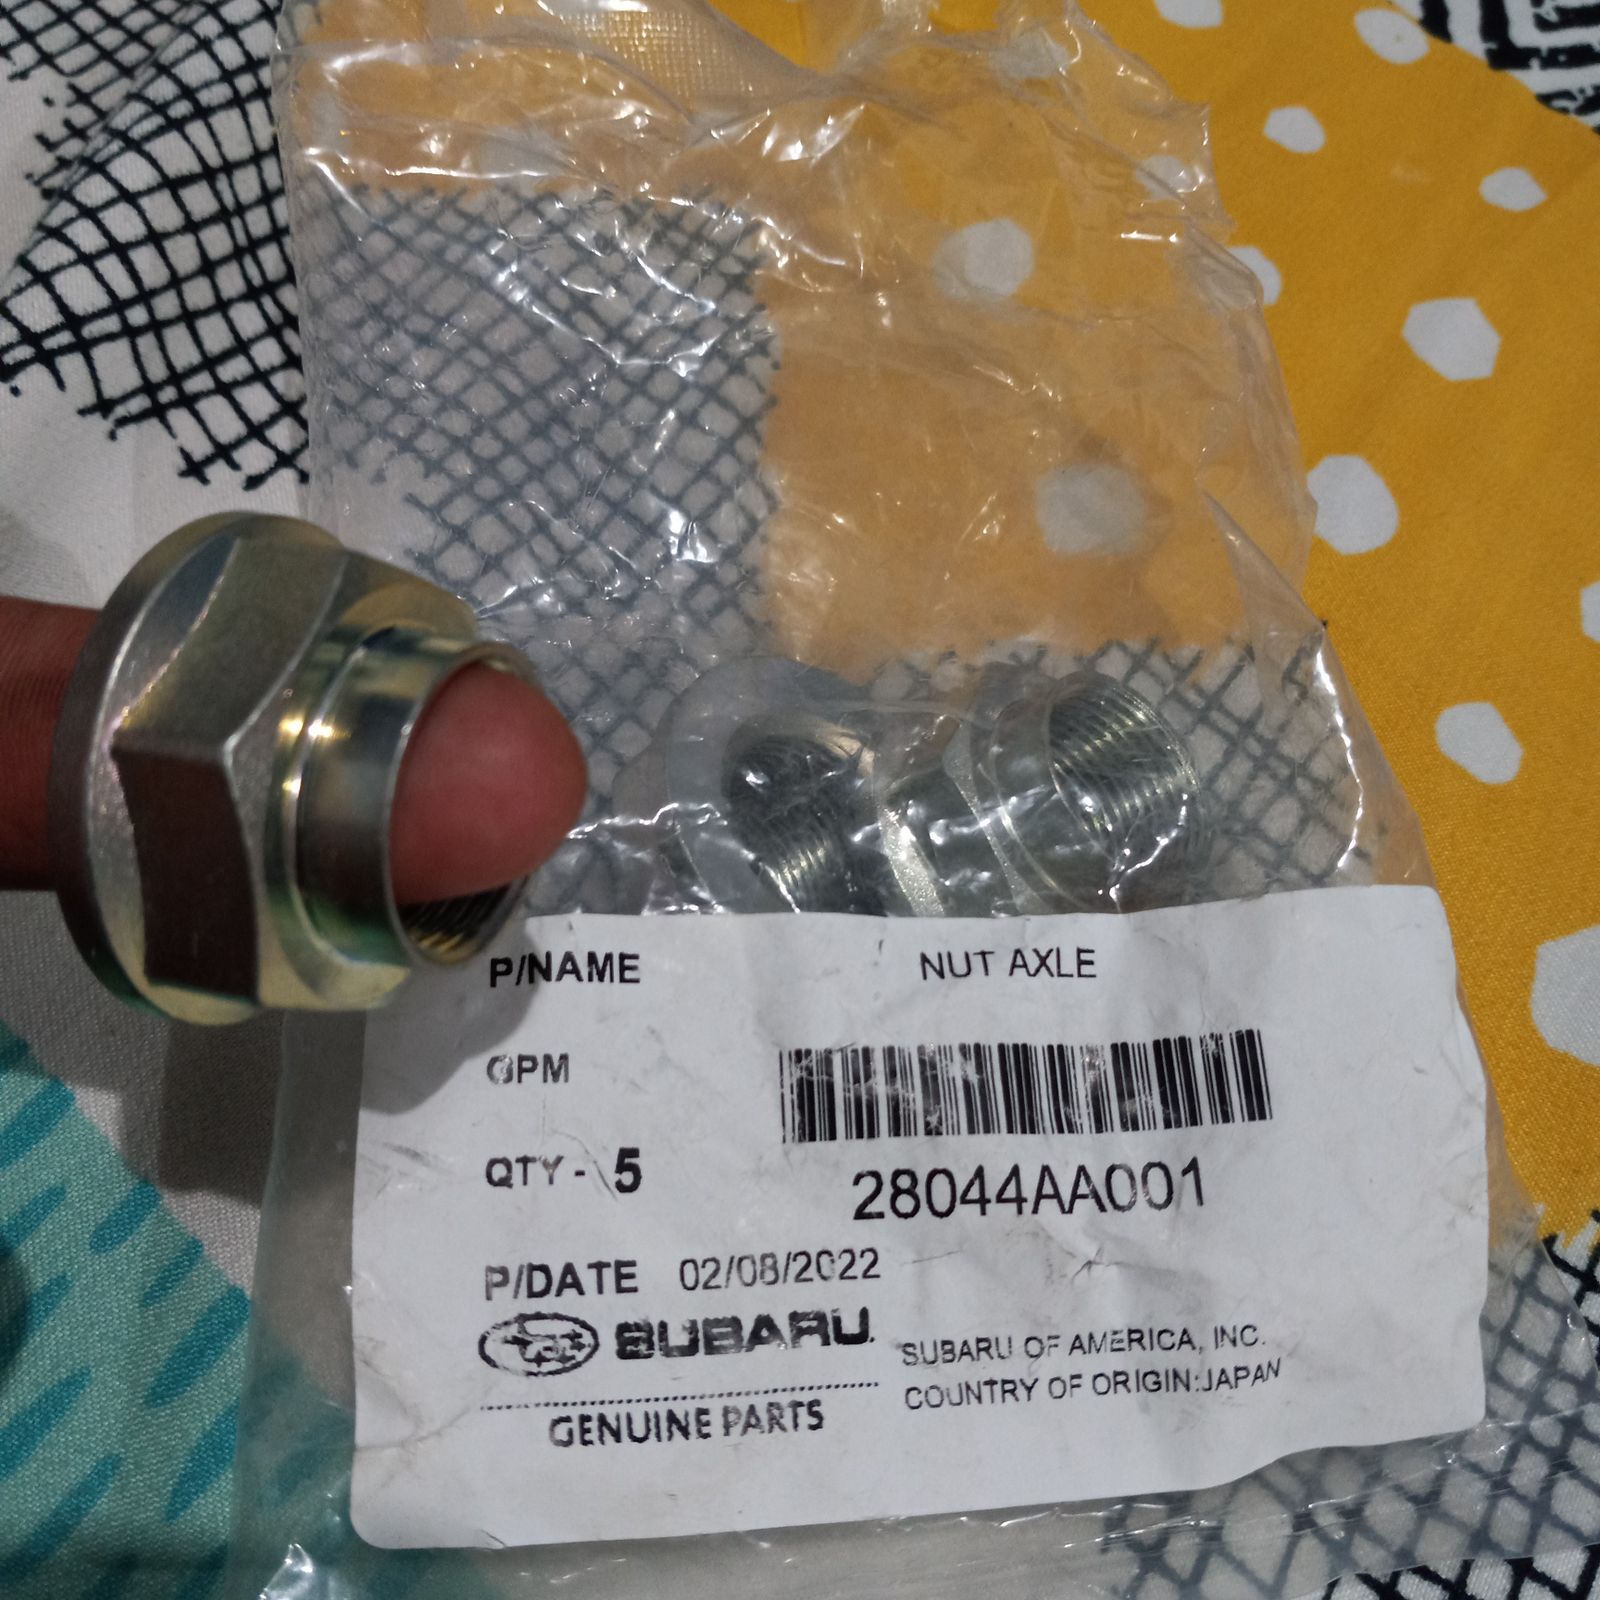 P/NAME NUT AXLE
GPM
QTY - 5
28044AA001
P/DATE 02/08/2022
SUBARU.
SUBARU OF AMERICA, INC.
COUNTRY OF ORIGIN:JAPAN
GENUINE PARTS